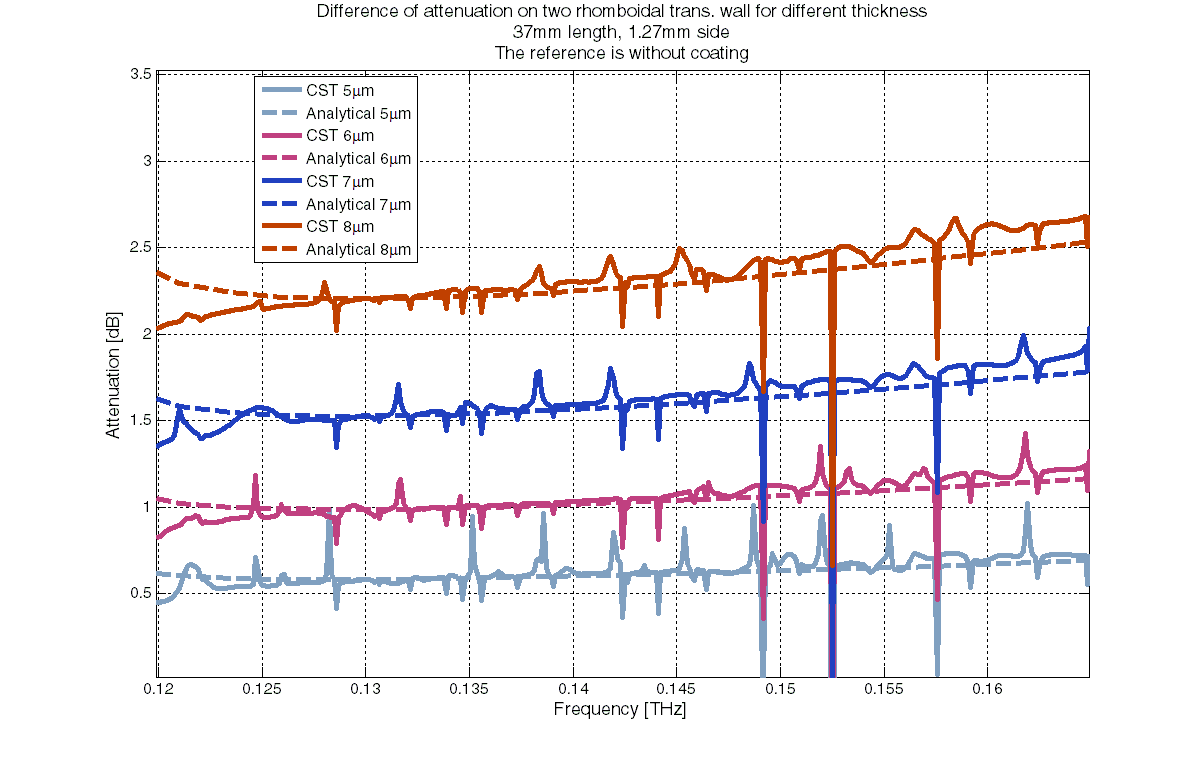 Difference of attenuation on two rhomboidal trans. wall for different thickness
37mm length, 1.27mm side
The reference is without coating
3.5
3
2.5
2
1.5
1
0.5
Attenuation [dB]
CST 5μm
Analytical 5μm
CST 6μm
Analytical 6μm
CST 7μm
Analytical 7μm
CST 8μm
Analytical 8μm
0.12 0.125 0.13 0.135 0.14 0.145 0.15 0.155 0.16
Frequency [THz]